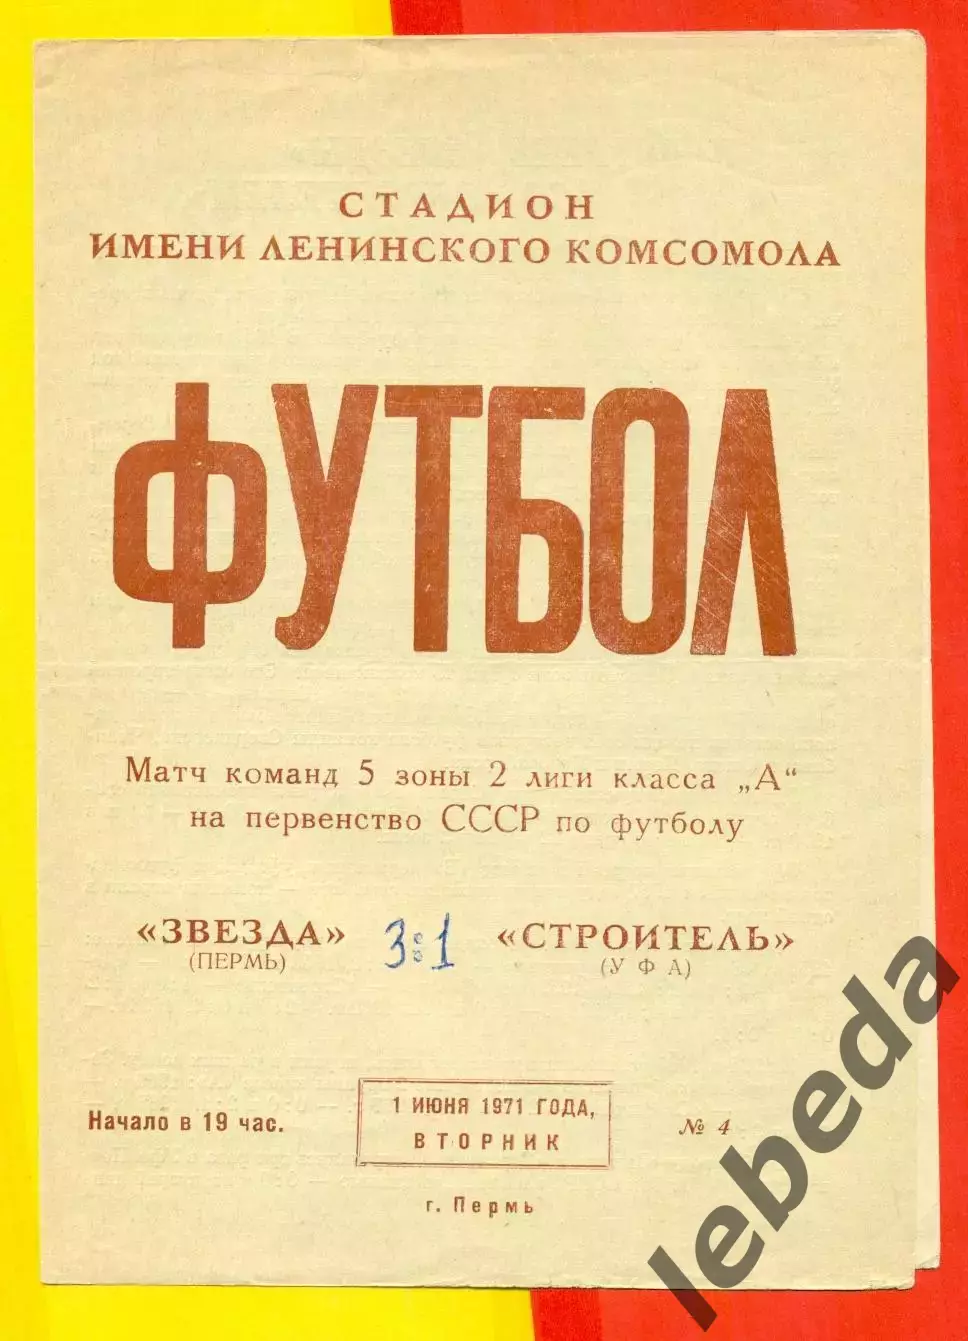 СТАДИОН
ИМЕНИ ЛЕНИНСКОГО КОМСОМОЛА
ФУТБОЛ
Матч команд 5 зоны 2 лиги класса „А“
на первенство СССР по футболу
«ЗВЕЗДА» 3:1 «СТРОИТЕЛЬ»
(ПЕРМЬ) (УФА)
Начало в 19 час.
1 ИЮНЯ 1971 ГОДА,
ВТОРНИК
№ 4
г. Пермь
lebeda